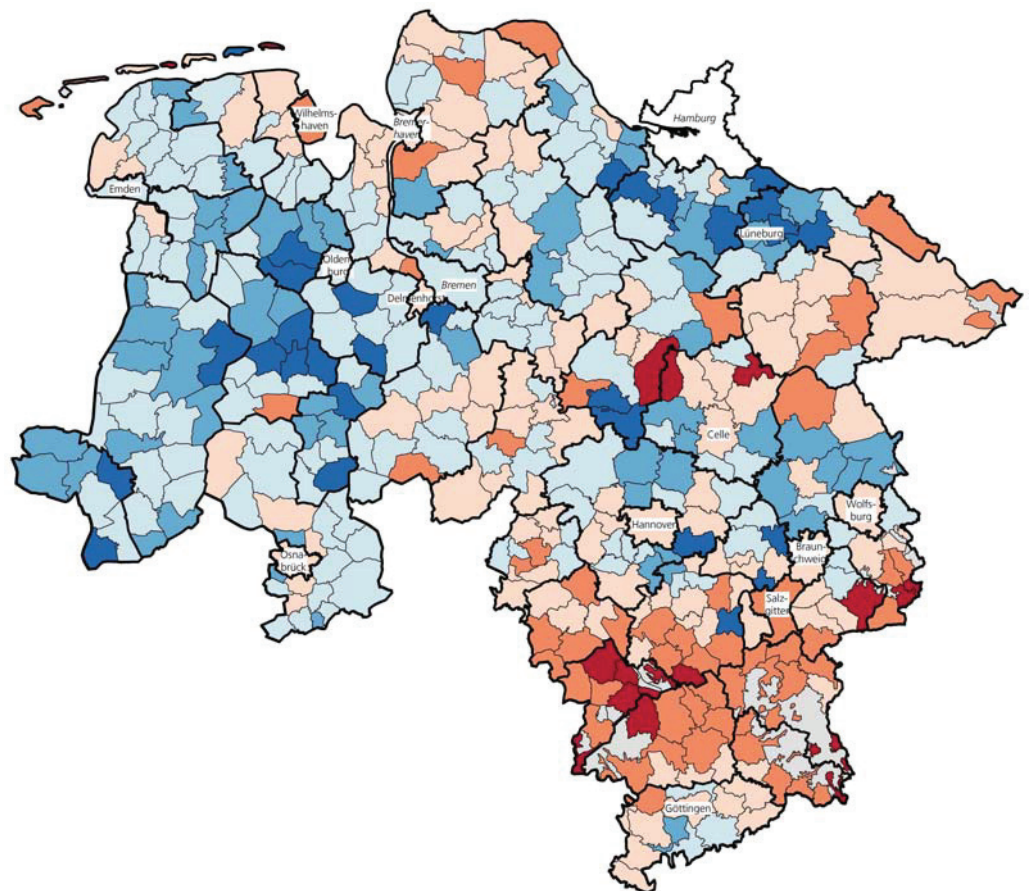 Wilhelms-
haven
Bremer-
haven
Hamburg
Emden
Lüneburg
Olden-
burg
Bremen
Delmenhorst
Celle
Wolfs-
burg
Hannover
Braun-
schweig
Osna-
brück
Salz-
gitter
Göttingen